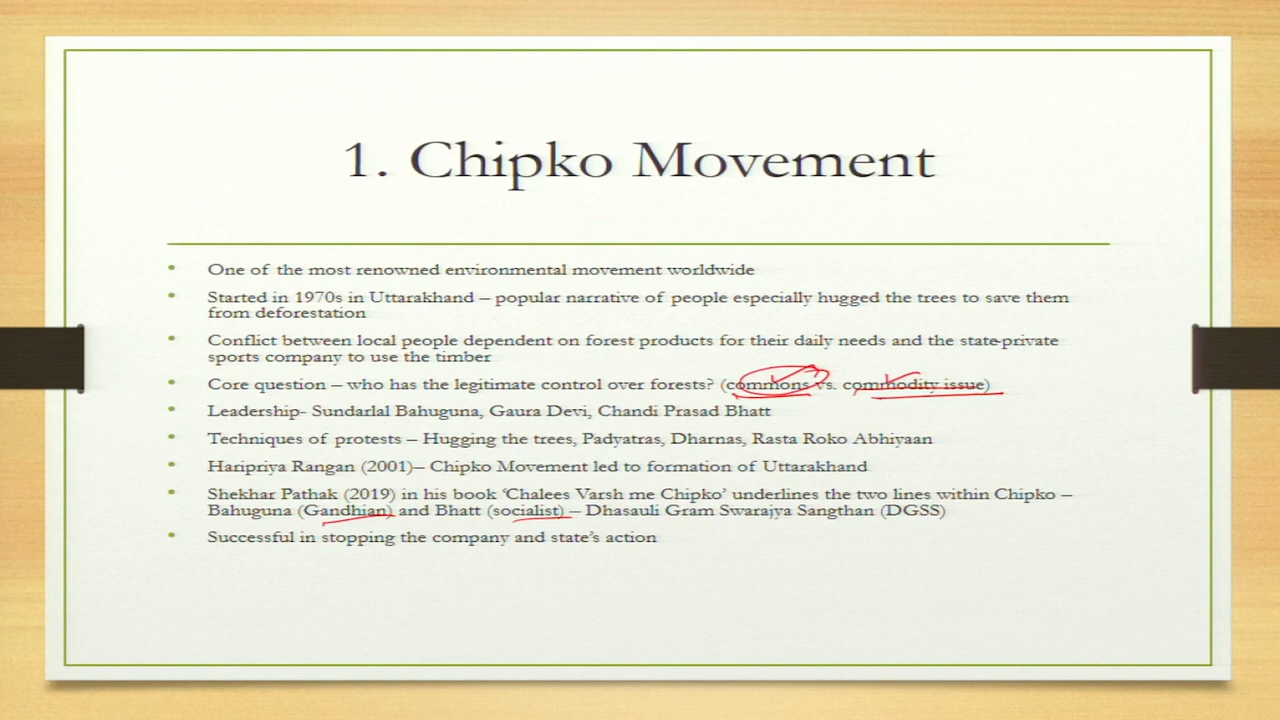 1. Chipko Movement
• One of the most renowned environmental movement worldwide
• Started in 1970s in Uttarakhand – popular narrative of people especially hugged the trees to save them
from deforestation
• Conflict between local people dependent on forest products for their daily needs and the state-private
sports company to use the timber
• Core question – who has the legitimate control over forests? (commons vs. commodity issue)
• Leadership- Sundarlal Bahuguna, Gaura Devi, Chandi Prasad Bhatt
• Techniques of protests – Hugging the trees, Padyatras, Dharnas, Rasta Roko Abhiyaan
• Haripriya Rangan (2001)– Chipko Movement led to formation of Uttarakhand
• Shekhar Pathak (2019) in his book ‘Chalees Varsh me Chipko’ underlines the two lines within Chipko –
Bahuguna (Gandhian) and Bhatt (socialist) – Dhasauli Gram Swarajya Sangthan (DGSS)
• Successful in stopping the company and state’s action